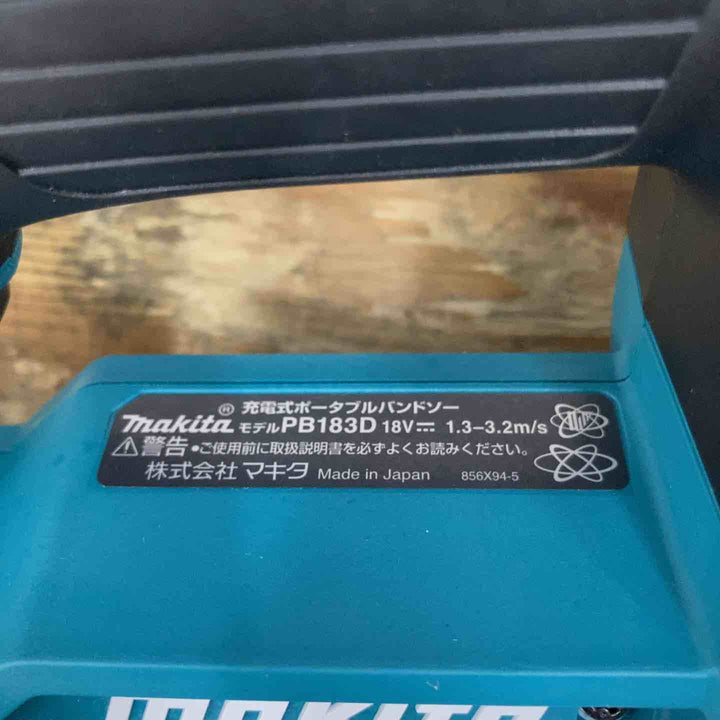 充電式ポータブルバンドソー
makita® モデル PB183D 18V⎓ 1.3-3.2m/s
⚠警告 •ご使用前に取扱説明書を必ずよくお読みください。
株式会社 マキタ Made in Japan 856X94-5
makita